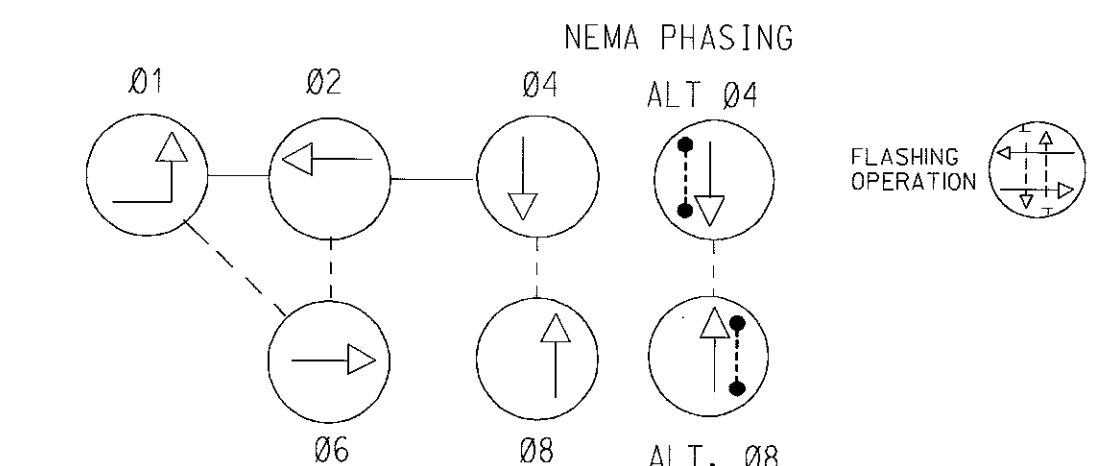 NEMA PHASING
Ø1
Ø2
Ø4
ALT Ø4
FLASHING
OPERATION
Ø6
Ø8
ALT. Ø8